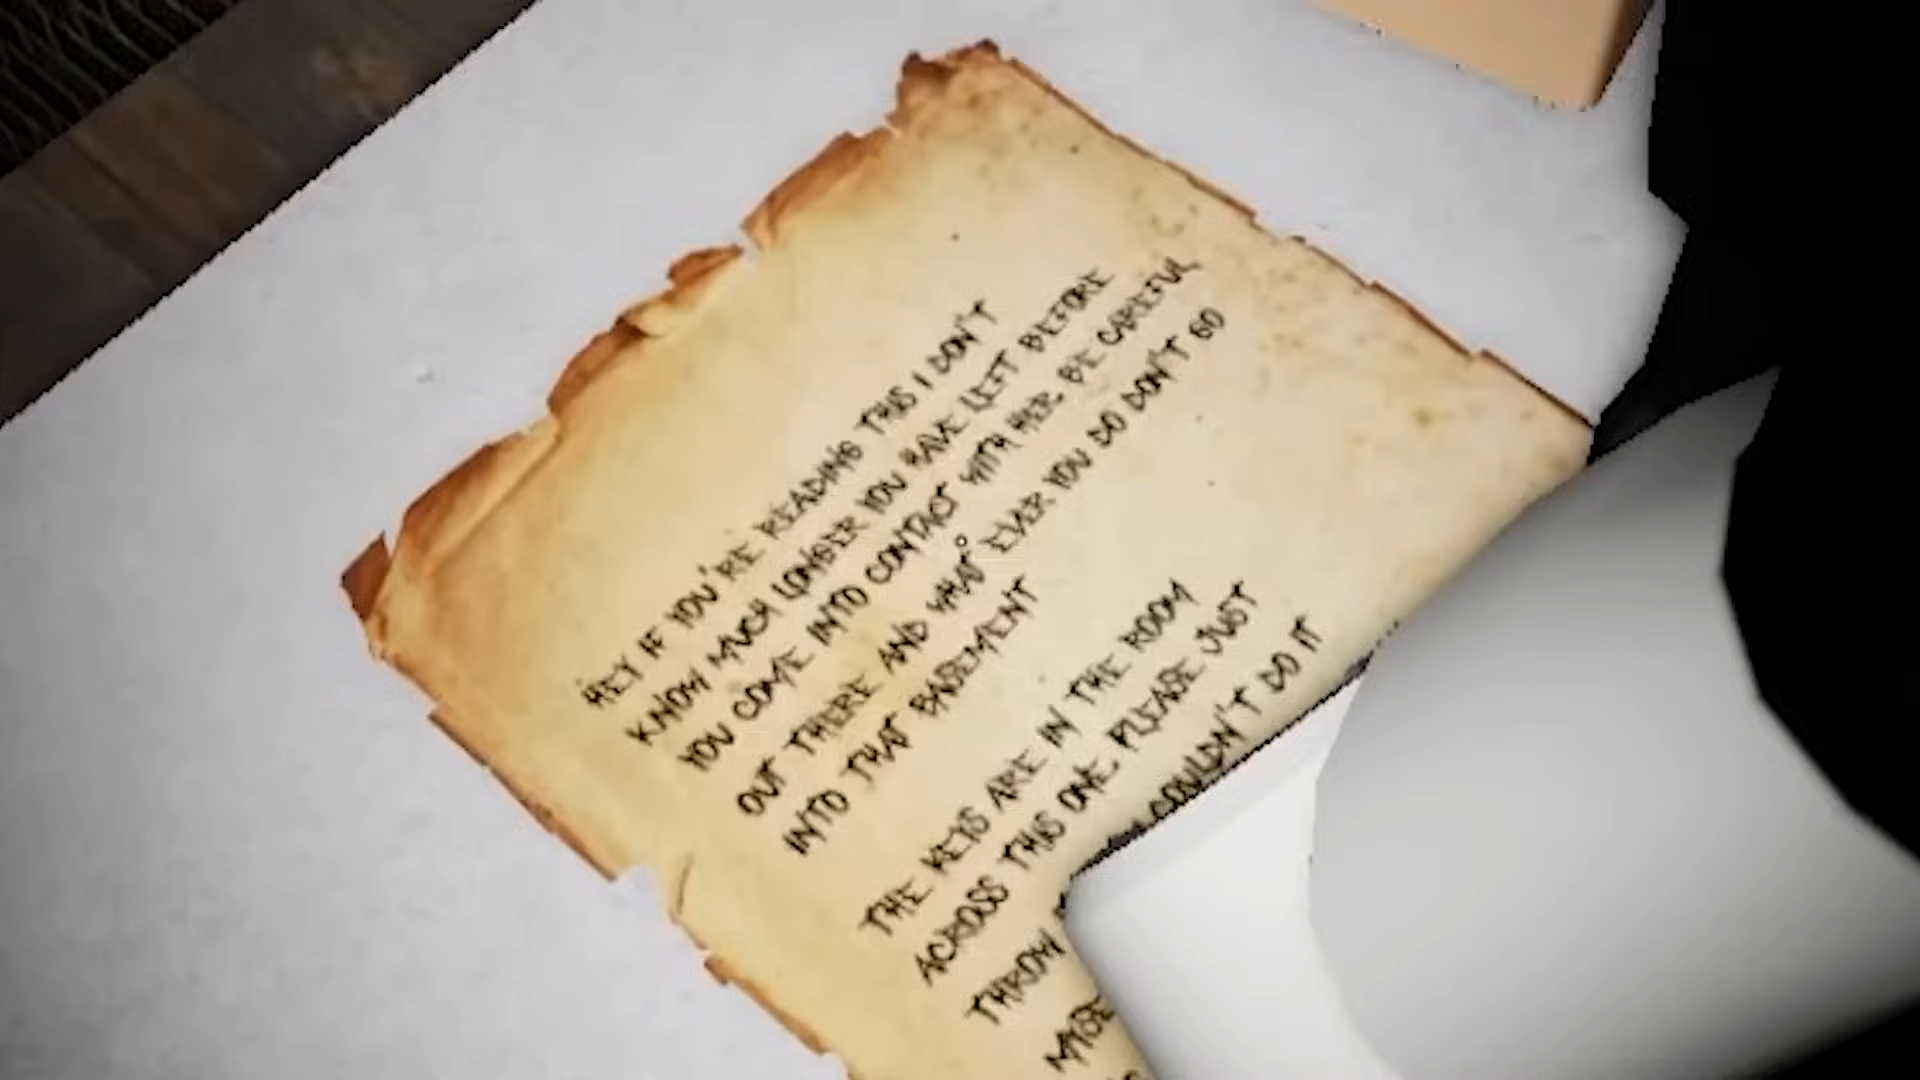 HEY IF YOU'RE READING THIS I DON'T
KNOW MUCH LONGER YOU HAVE LEFT BEFORE
YOU COME INTO CONTACT WITH HER. BE CAREFUL
OUT THERE AND WHAT EVER YOU DO DON'T GO
INTO THAT BASEMENT
THE KEYS ARE IN THE ROOM
ACROSS THIS ONE. PLEASE JUST
THROW COULDN'T DO IT